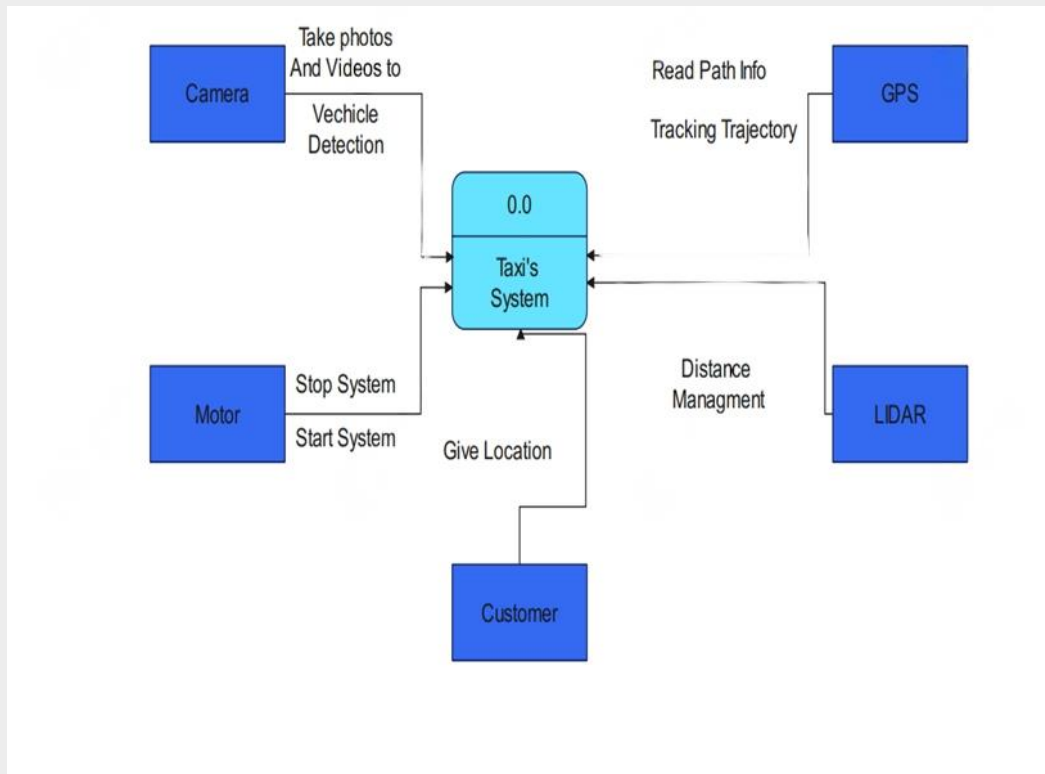 Take photos
And Videos to
Camera
Vechicle
Detection
Read Path Info
GPS
Tracking Trajectory
0.0
Taxi's
System
Stop System
Motor
Start System
Distance
Managment
LIDAR
Give Location
Customer